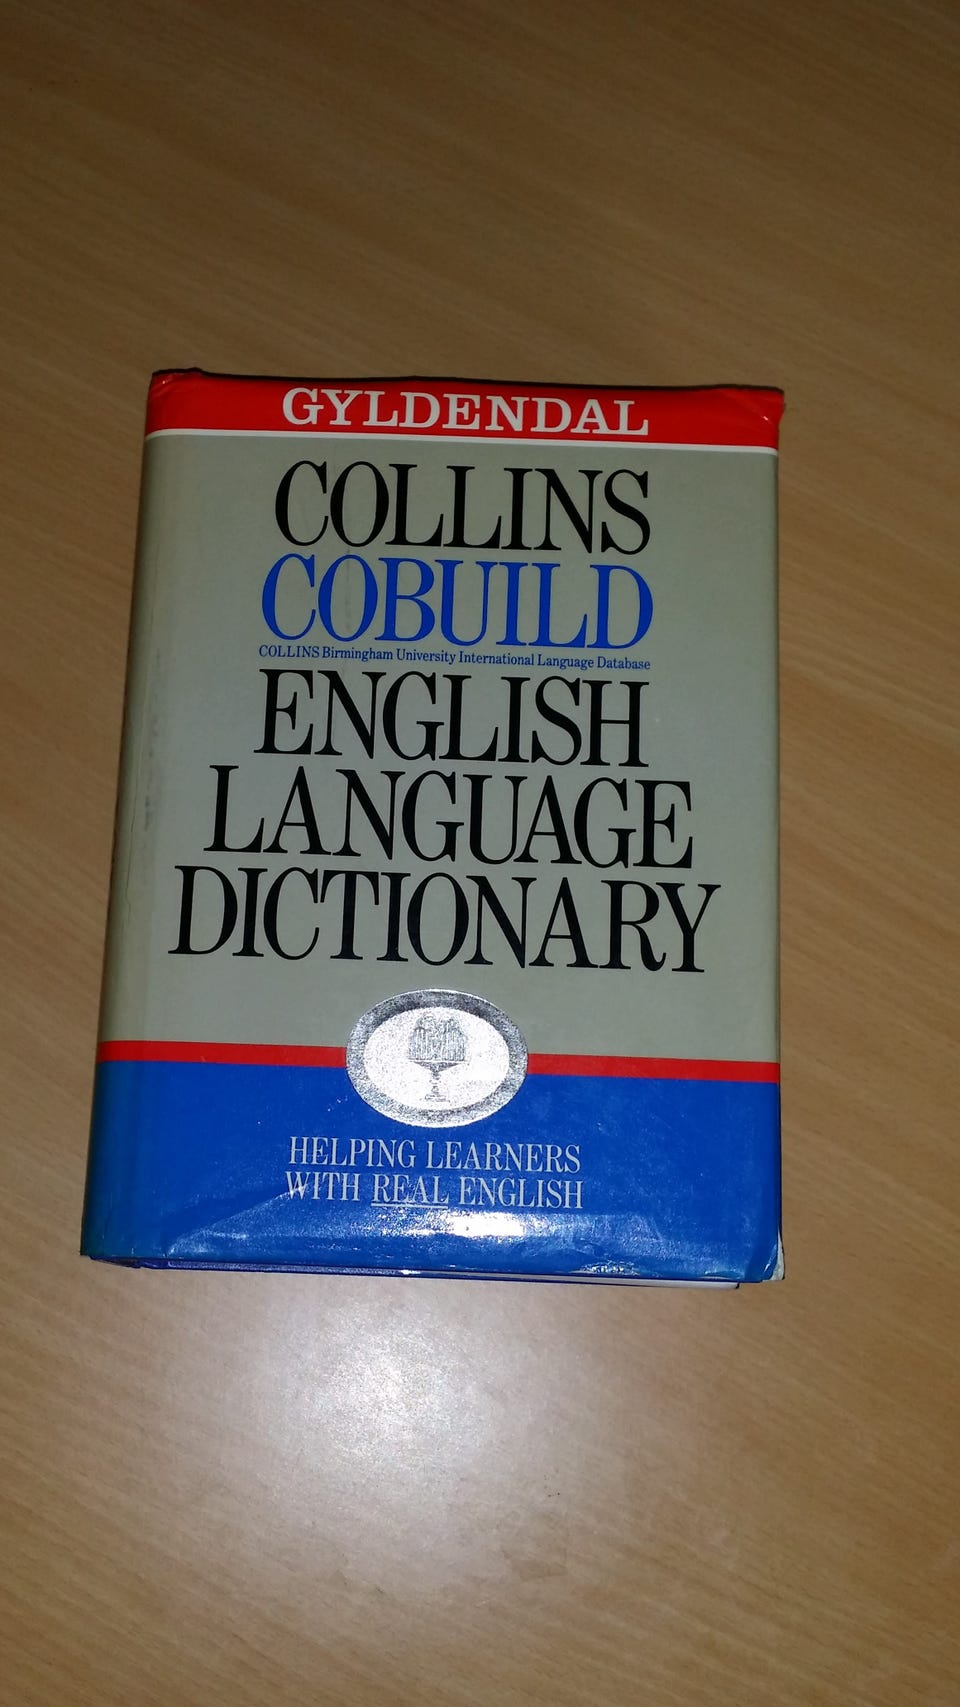 GYLDENDAL
COLLINS
COBUILD
COLLINS Birmingham University International Language Database
ENGLISH
LANGUAGE
DICTIONARY
HELPING LEARNERS
WITH REAL ENGLISH